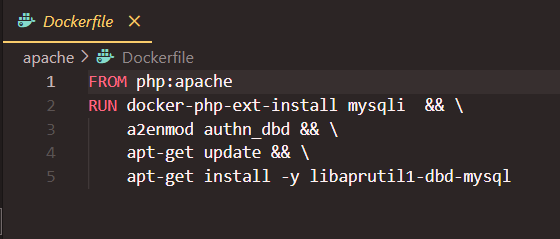 Dockerfile ×
apache > Dockerfile
1 FROM php:apache
2 RUN docker-php-ext-install mysqli  && \
3     a2enmod authn_dbd && \
4     apt-get update && \
5     apt-get install -y libaprutil1-dbd-mysql